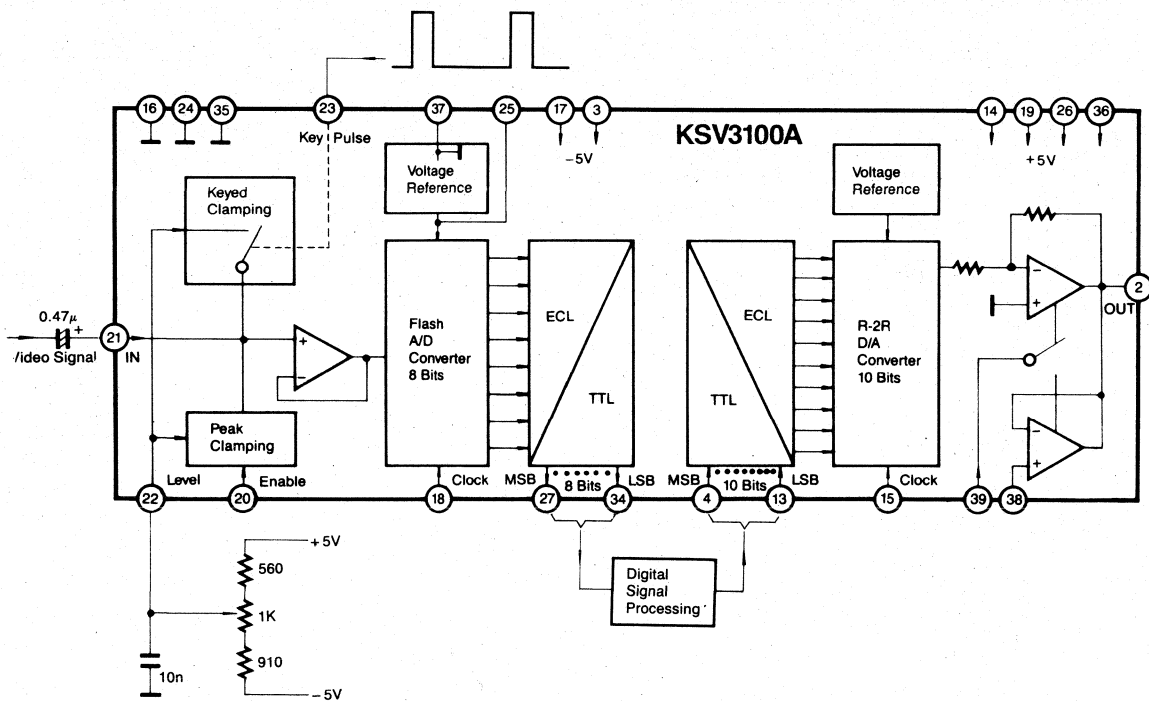 16 24 35 23 37 25 17 3 14 19 26 36
Key Pulse
-5V
KSV3100A
+5V
Keyed
Clamping
Voltage
Reference
Voltage
Reference
0.47µ
+
21 IN
/ideo Signal
+
−
Flash
A/D
Converter
8 Bits
ECL
TTL
ECL
TTL
R-2R
D/A
Converter
10 Bits
−
+
2
OUT
−
+
Peak
Clamping
Level
Enable
Clock
MSB
8 Bits
LSB
MSB
10 Bits
LSB
Clock
22 20 18 27 34 4 13 15 39 38
+5V
560
1K
910
-5V
10n
Digital
Signal
Processing